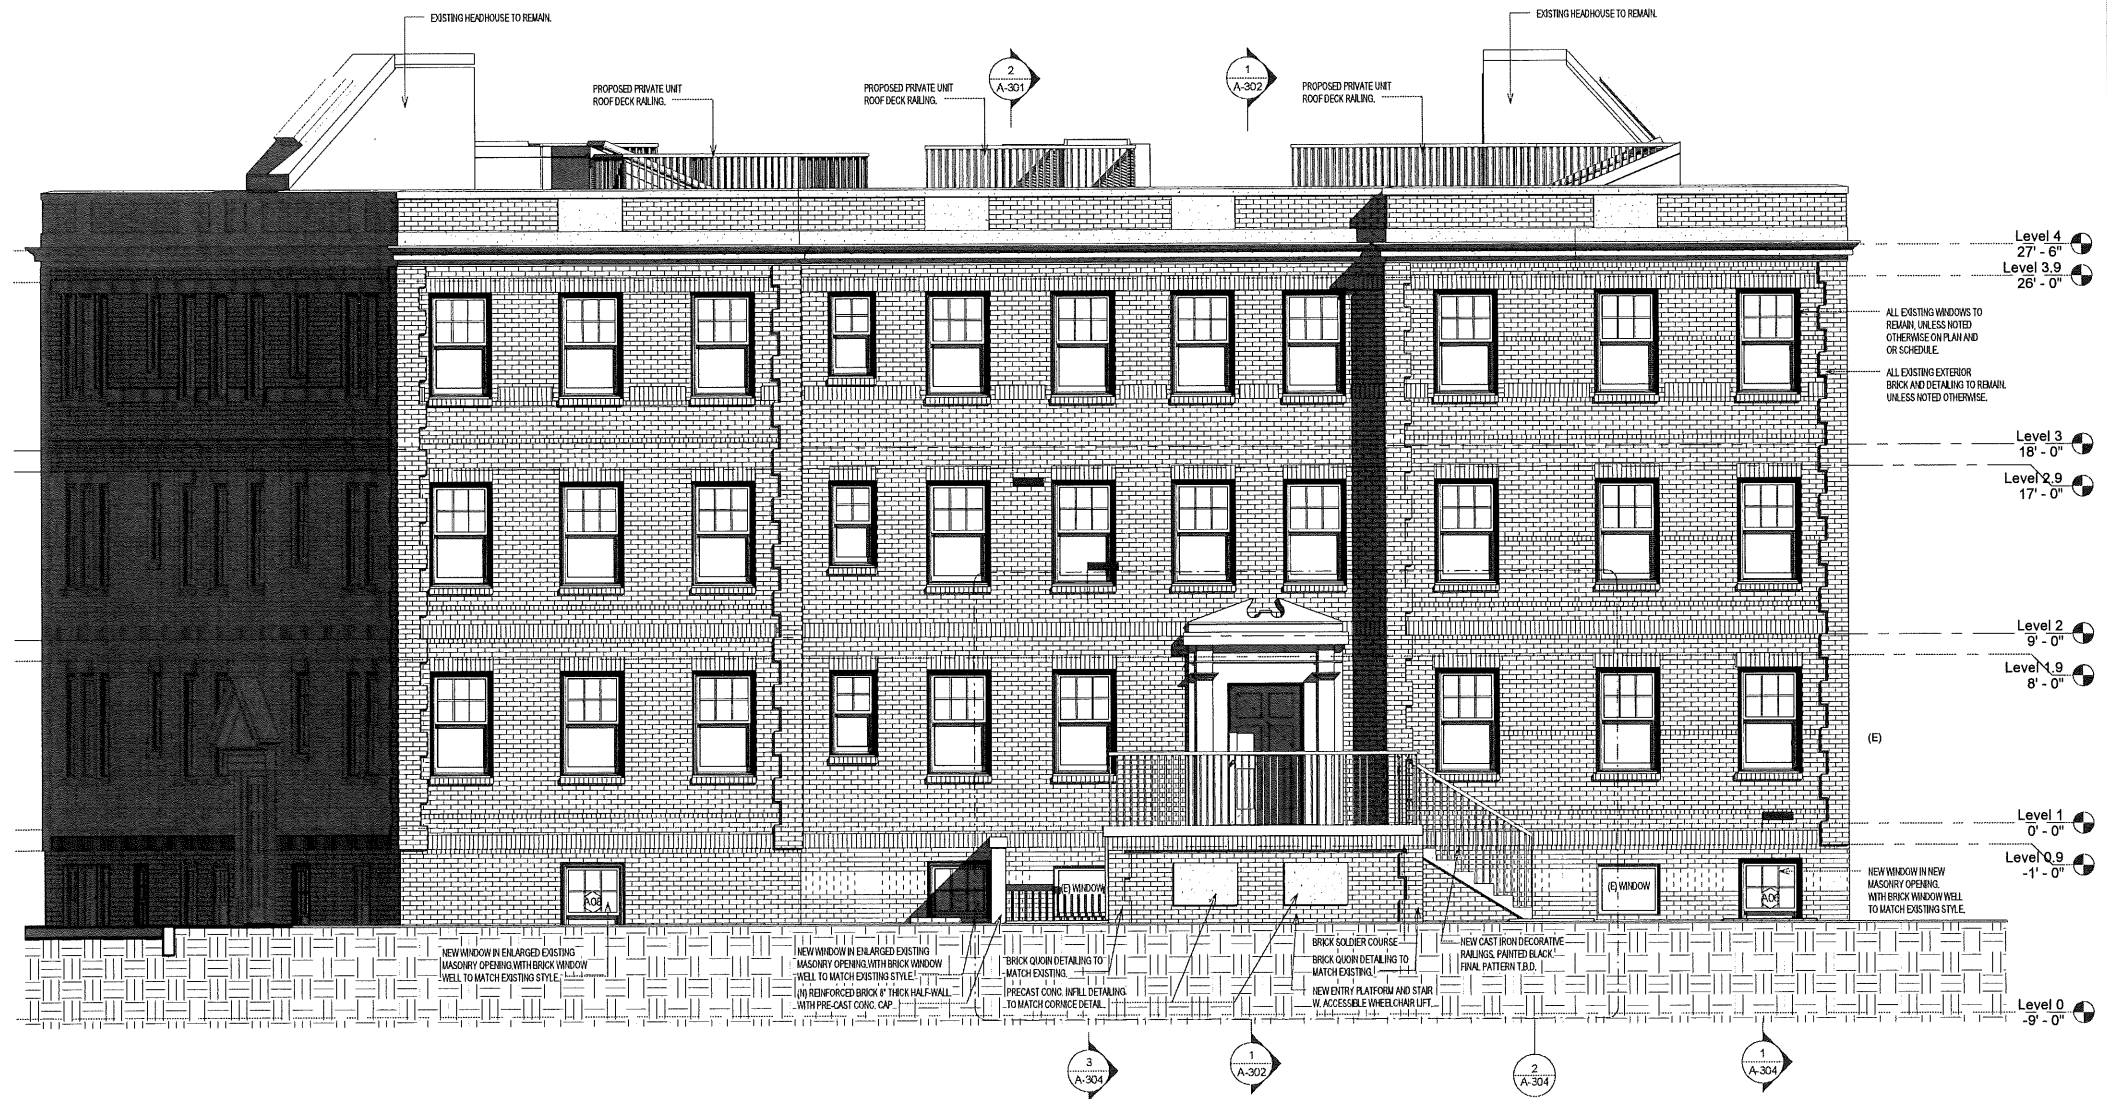 EXISTING HEADHOUSE TO REMAIN.
EXISTING HEADHOUSE TO REMAIN.
PROPOSED PRIVATE UNIT
ROOF DECK RAILING.
PROPOSED PRIVATE UNIT
ROOF DECK RAILING.
2
A-301
1
A-302
PROPOSED PRIVATE UNIT
ROOF DECK RAILING.
Level 4
27' - 6"
Level 3.9
26' - 0"
ALL EXISTING WINDOWS TO
REMAIN, UNLESS NOTED
OTHERWISE ON PLAN AND
OR SCHEDULE.
ALL EXISTING EXTERIOR
BRICK AND DETAILING TO REMAIN.
UNLESS NOTED OTHERWISE.
Level 3
18' - 0"
Level 2.9
17' - 0"
Level 2
9' - 0"
Level 1.9
8' - 0"
(E)
Level 1
0' - 0"
Level 0.9
-1' - 0"
NEW WINDOW IN NEW
MASONRY OPENING.
WITH BRICK WINDOW WELL
TO MATCH EXISTING STYLE.
A08
(E) WINDOW
(E) WINDOW
A06
NEW WINDOW IN ENLARGED EXISTING
MASONRY OPENING.WITH BRICK WINDOW
WELL TO MATCH EXISTING STYLE.
NEW WINDOW IN ENLARGED EXISTING
MASONRY OPENING.WITH BRICK WINDOW
WELL TO MATCH EXISTING STYLE.
(N) REINFORCED BRICK 8" THICK HALF-WALL
WITH PRE-CAST CONC. CAP.
BRICK QUOIN DETAILING TO
MATCH EXISTING.
PRECAST CONC. INFILL DETAILING
TO MATCH CORNICE DETAIL.
BRICK SOLDIER COURSE
BRICK QUOIN DETAILING TO
MATCH EXISTING.
NEW ENTRY PLATFORM AND STAIR
W. ACCESSIBLE WHEELCHAIR LIFT.
NEW CAST IRON DECORATIVE
RAILINGS, PAINTED BLACK.
FINAL PATTERN T.B.D.
Level 0
-9' - 0"
3
A-304
1
A-302
2
A-304
1
A-304